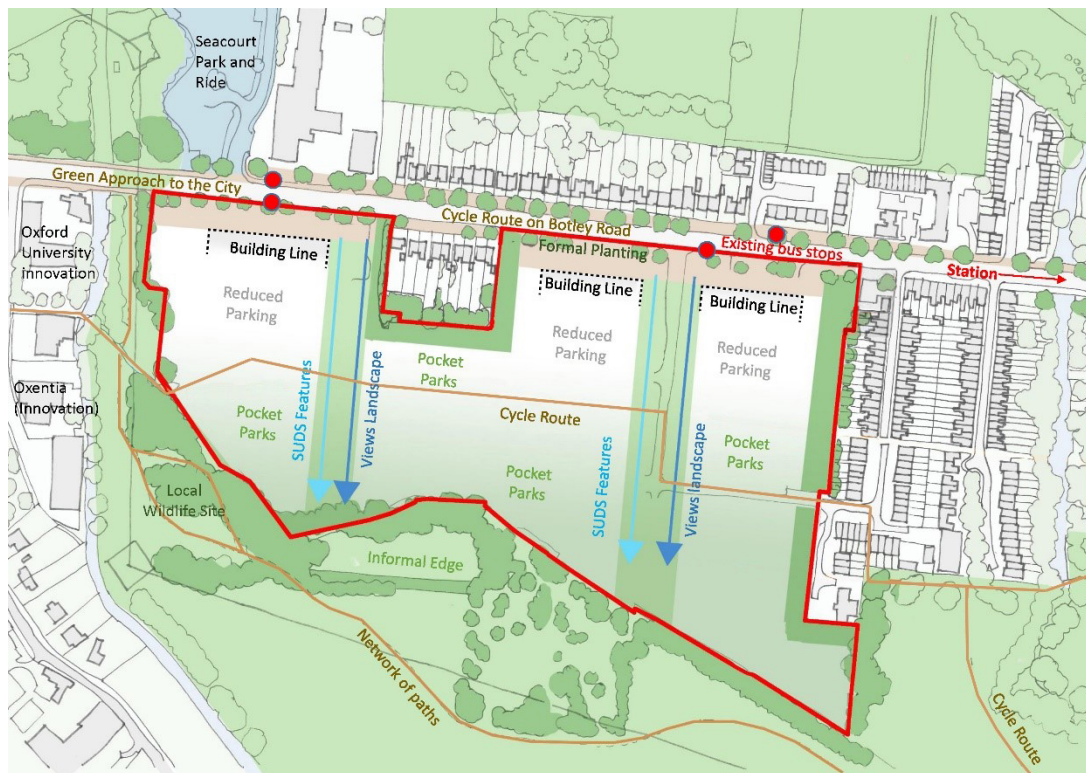 Seacourt
Park and
Ride
Green Approach to the City
Cycle Route on Botley Road
Oxford
University
innovation
Building Line
Formal Planting
Existing bus stops
Station
Building Line
Building Line
Reduced
Parking
Reduced
Parking
Reduced
Parking
Pocket
Parks
Oxentia
(Innovation)
Pocket
Parks
SUDS Features
Views Landscape
Cycle Route
Pocket
Parks
SUDS Features
Views landscape
Pocket
Parks
Local
Wildlife Site
Informal Edge
Network of paths
Cycle Route